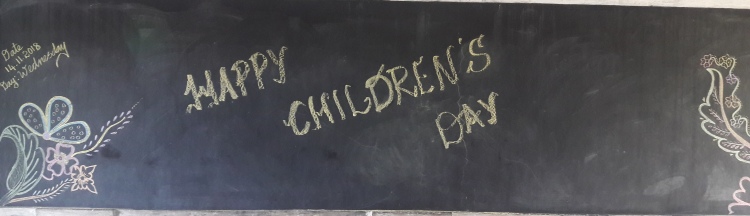 Date
14.11.2018
Day: Wednesday
HAPPY
CHILDREN'S
DAY